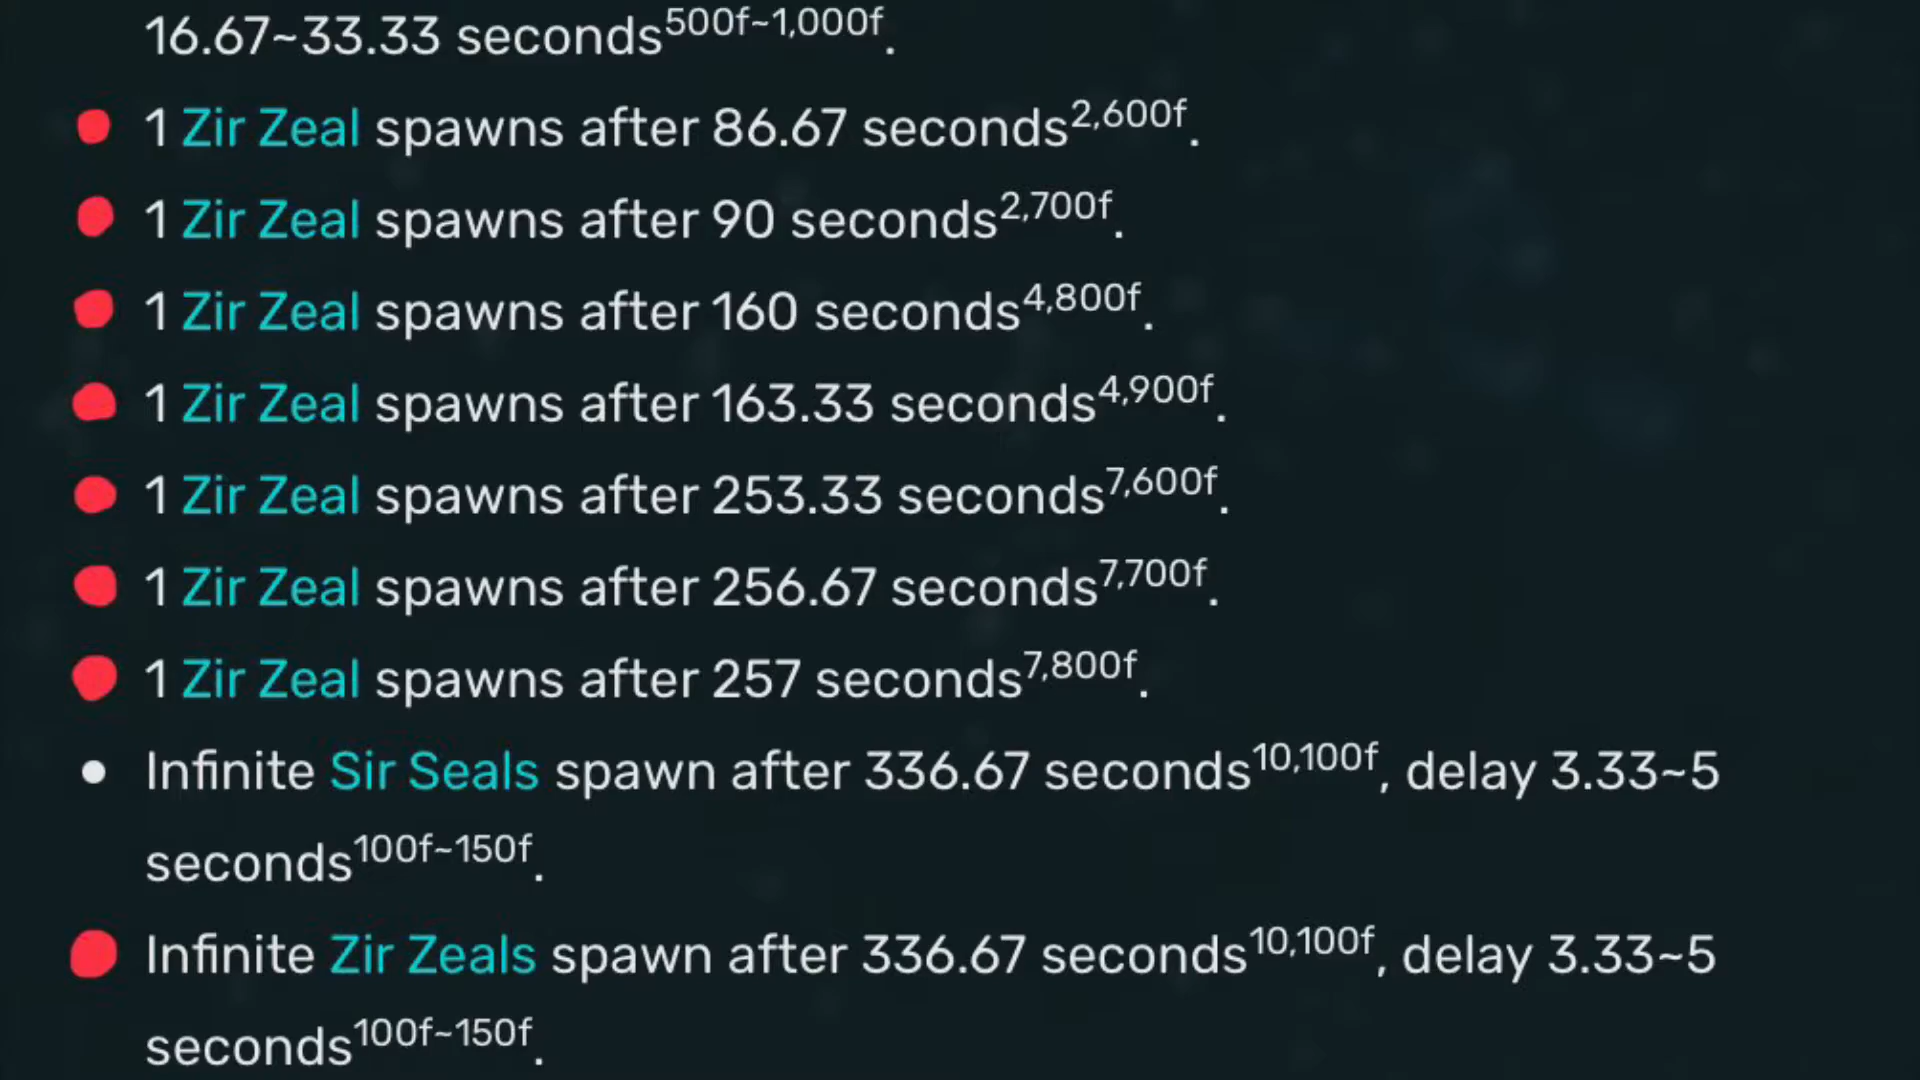 16.67~33.33 seconds500f~1,000f.
1 Zir Zeal spawns after 86.67 seconds2,600f.
1 Zir Zeal spawns after 90 seconds2,700f.
1 Zir Zeal spawns after 160 seconds4,800f.
1 Zir Zeal spawns after 163.33 seconds4,900f.
1 Zir Zeal spawns after 253.33 seconds7,600f.
1 Zir Zeal spawns after 256.67 seconds7,700f.
1 Zir Zeal spawns after 257 seconds7,800f.
Infinite Sir Seals spawn after 336.67 seconds10,100f, delay 3.33~5
seconds100f~150f.
Infinite Zir Zeals spawn after 336.67 seconds10,100f, delay 3.33~5
seconds100f~150f.